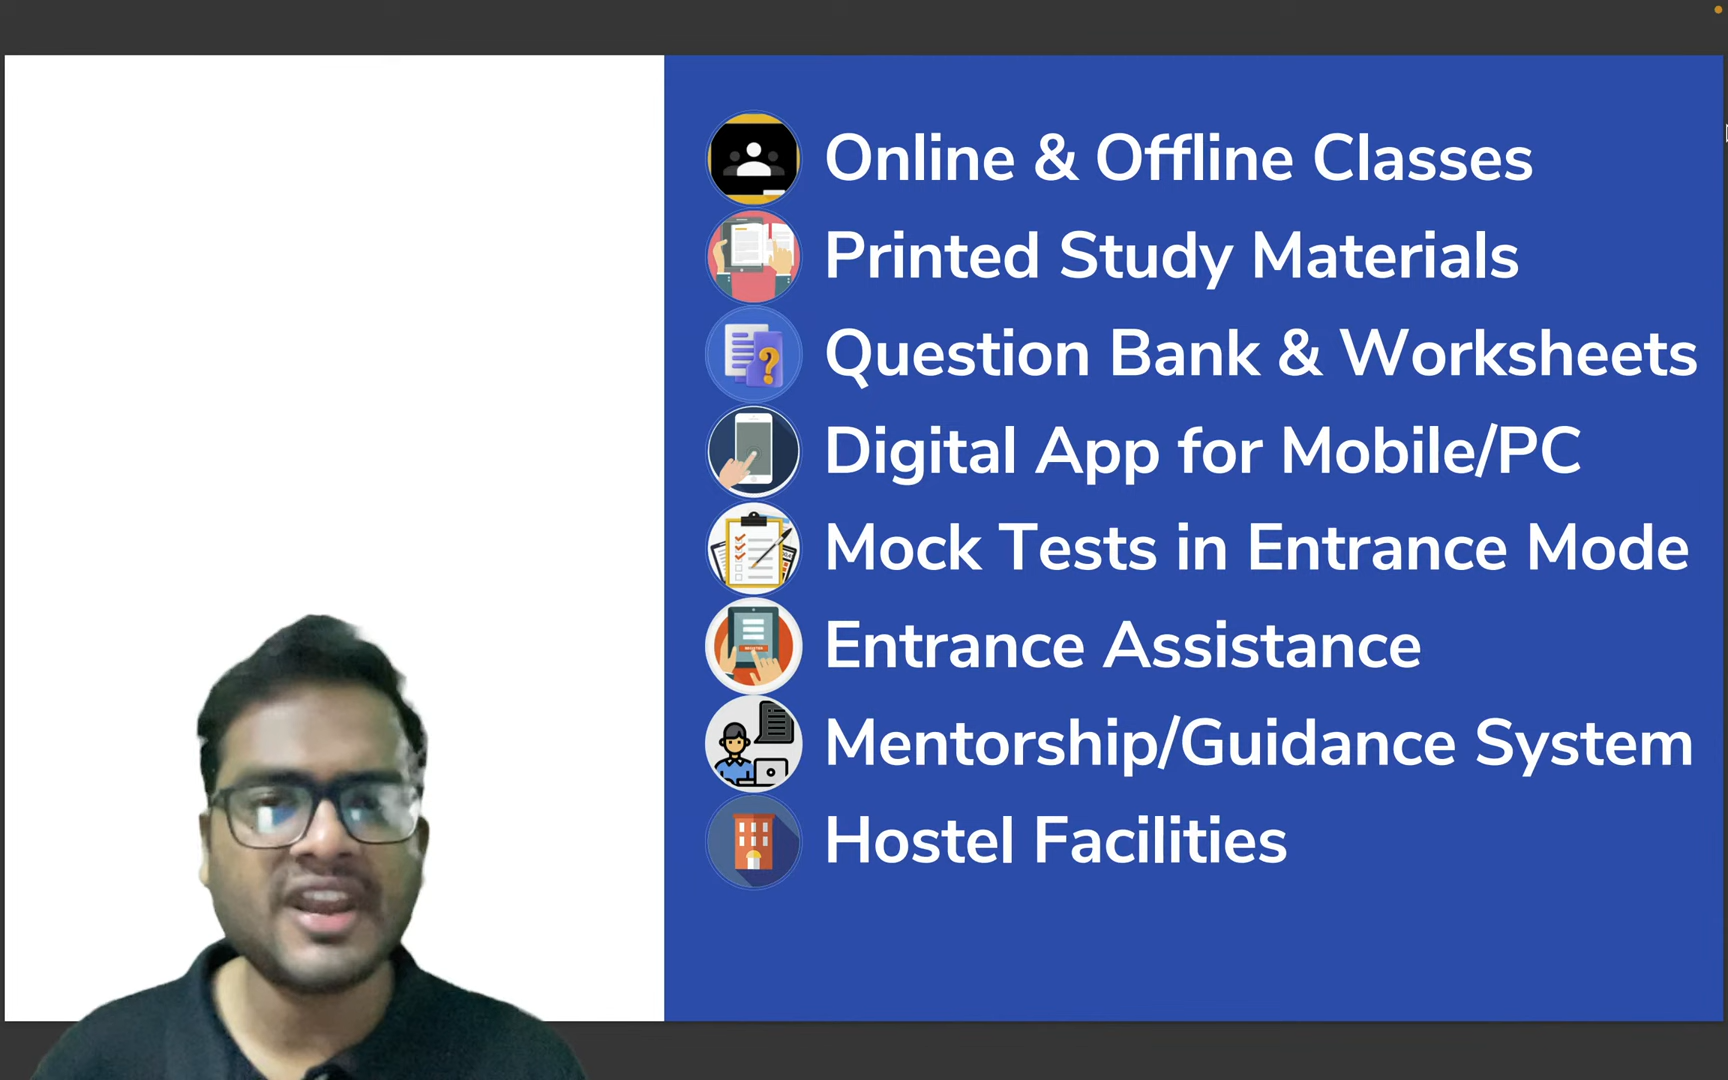 Online & Offline Classes
Printed Study Materials
Question Bank & Worksheets
Digital App for Mobile/PC
Mock Tests in Entrance Mode
Entrance Assistance
Mentorship/Guidance System
Hostel Facilities